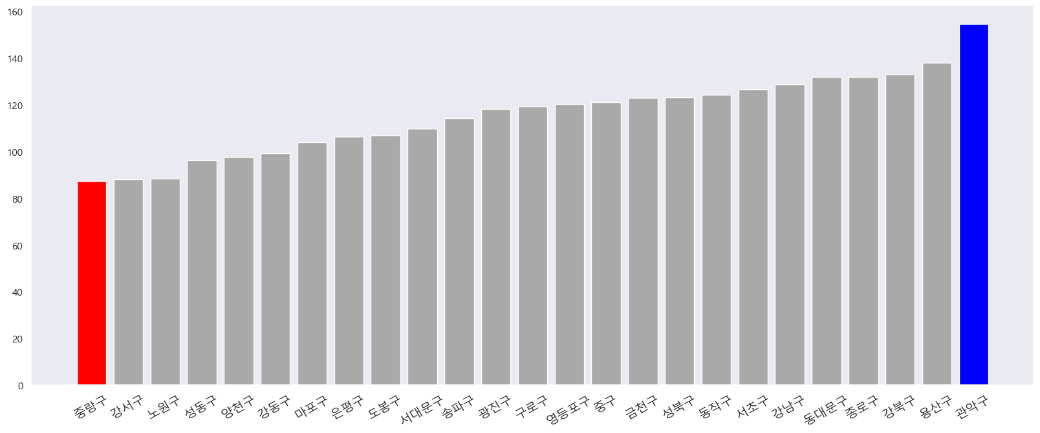 160
140
120
100
80
60
40
20
0
중랑구
강서구
노원구
성동구
양천구
강동구
마포구
은평구
도봉구
서대문구
송파구
광진구
구로구
영등포구
중구
금천구
성북구
동작구
서초구
강남구
동대문구
종로구
강북구
용산구
관악구